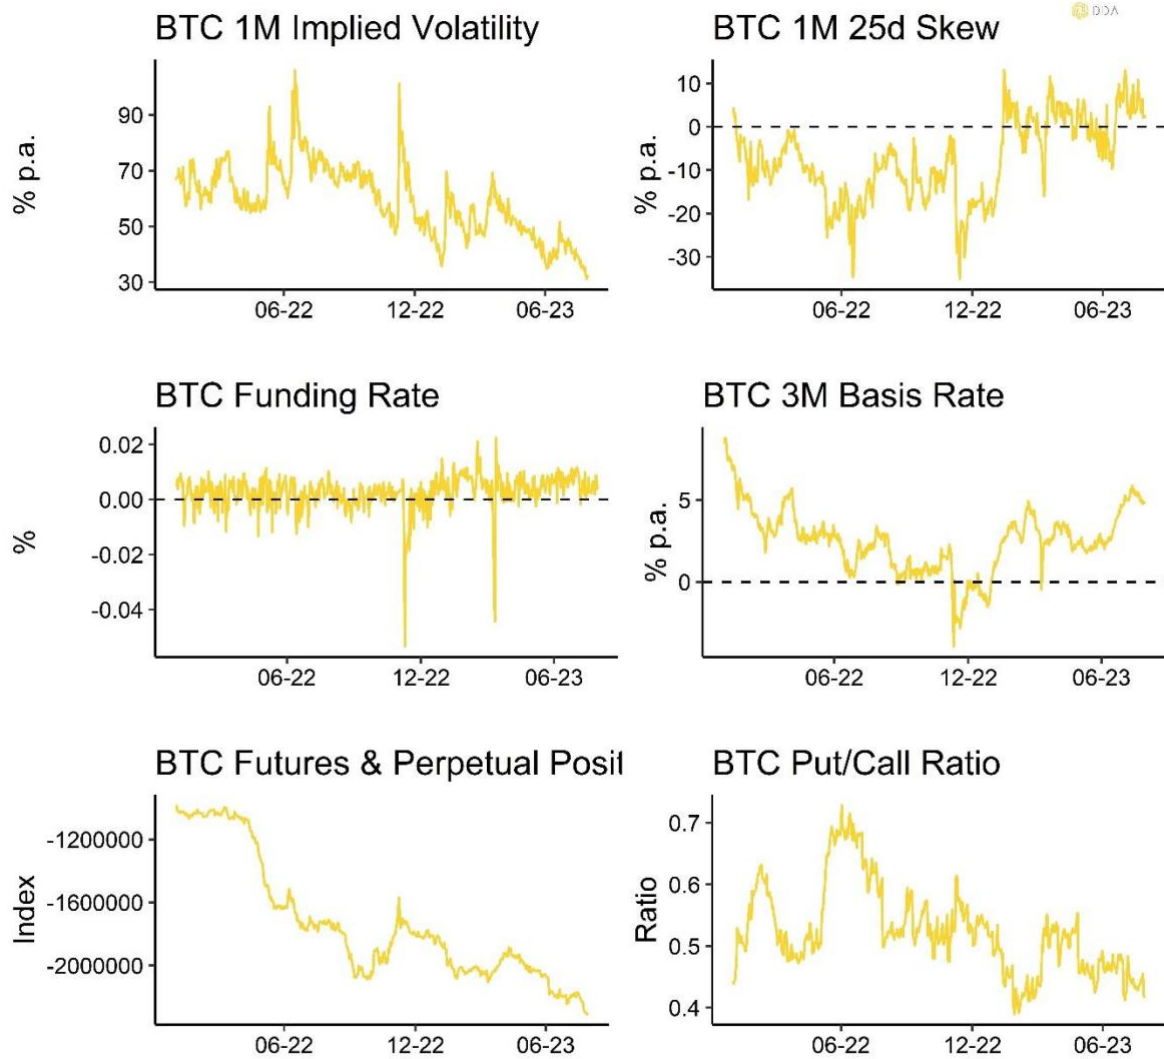 DDA
BTC 1M Implied Volatility
% p.a.
90
70
50
30
06-22 12-22 06-23
BTC 1M 25d Skew
% p.a.
10
0
-10
-20
-30
06-22 12-22 06-23
BTC Funding Rate
%
0.02
0.00
-0.02
-0.04
06-22 12-22 06-23
BTC 3M Basis Rate
% p.a.
5
0
06-22 12-22 06-23
BTC Futures & Perpetual Posit
Index
-1200000
-1600000
-2000000
06-22 12-22 06-23
BTC Put/Call Ratio
Ratio
0.7
0.6
0.5
0.4
06-22 12-22 06-23